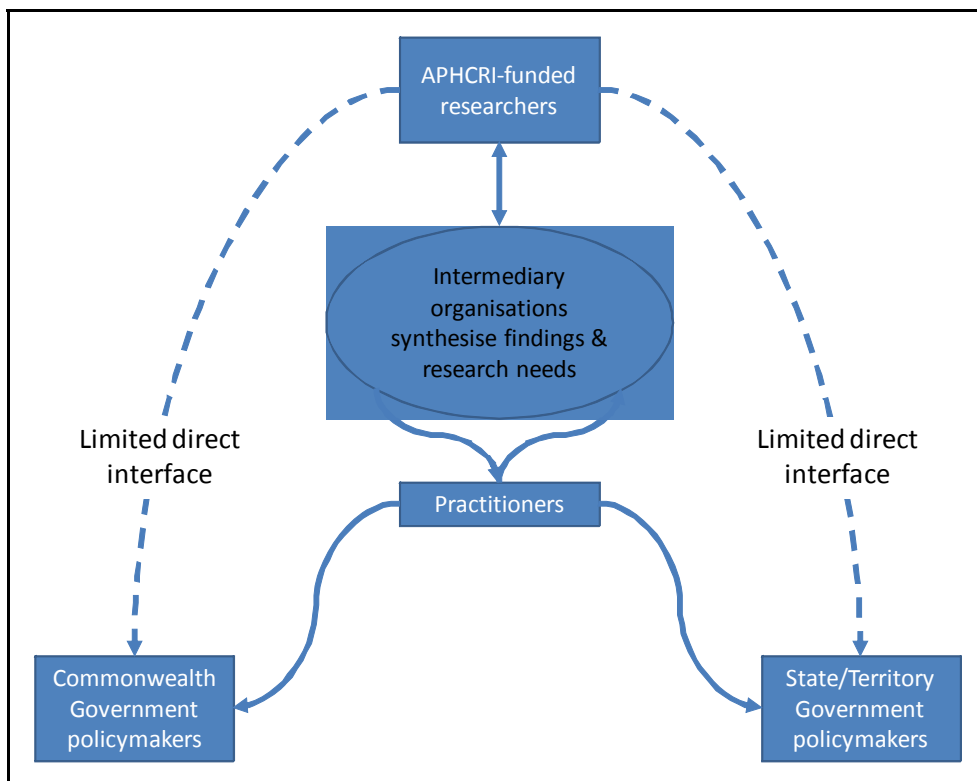 APHCRI-funded
researchers
Intermediary
organisations
synthesise findings &
research needs
Limited direct
interface
Limited direct
interface
Practitioners
Commonwealth
Government
policymakers
State/Territory
Government
policymakers